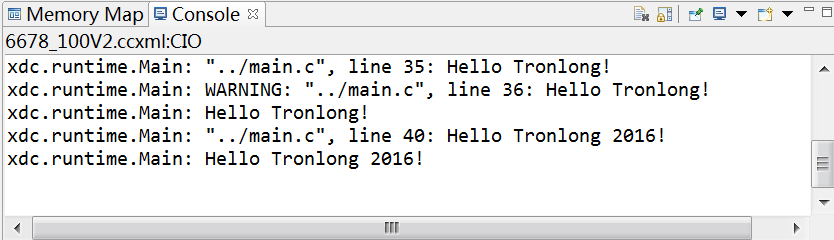 Memory Map Console
6678_100V2.ccxml:CIO
xdc.runtime.Main: "../main.c", line 35: Hello Tronlong!
xdc.runtime.Main: WARNING: "../main.c", line 36: Hello Tronlong!
xdc.runtime.Main: Hello Tronlong!
xdc.runtime.Main: "../main.c", line 40: Hello Tronlong 2016!
xdc.runtime.Main: Hello Tronlong 2016!